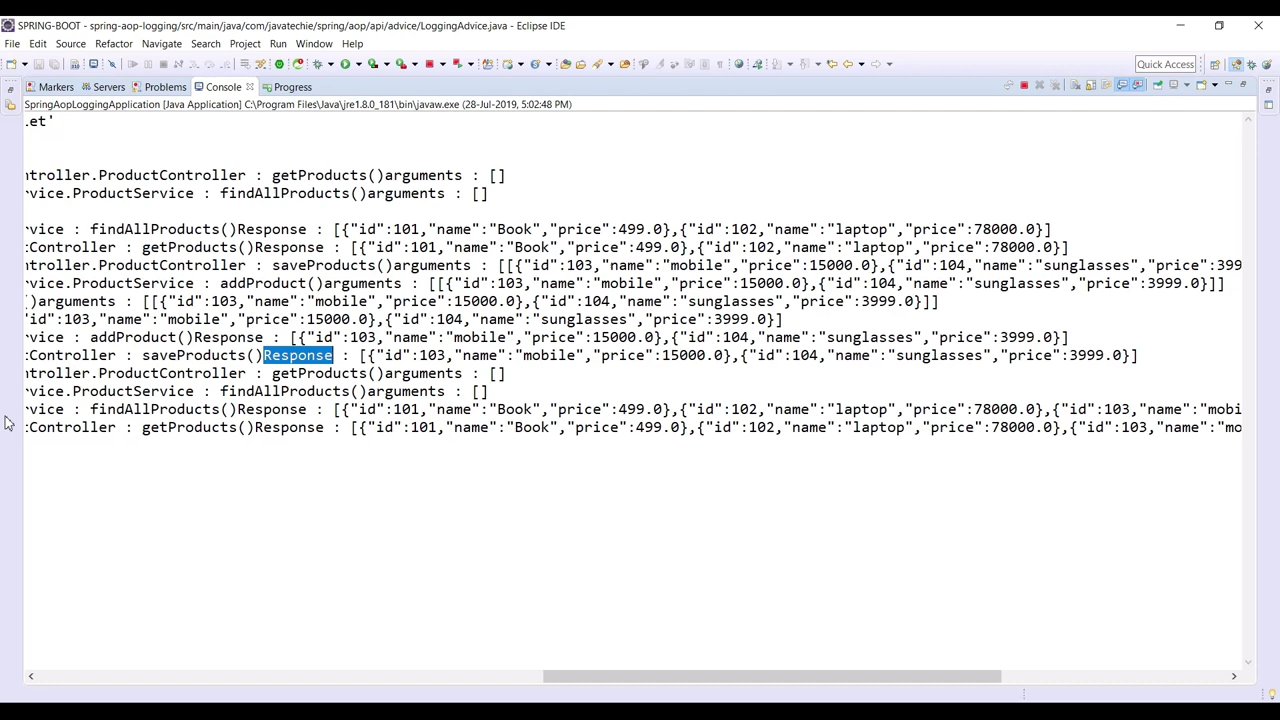 SPRING-BOOT - spring-aop-logging/src/main/java/com/javatechie/spring/aop/api/advice/LoggingAdvice.java - Eclipse IDE
File Edit Source Refactor Navigate Search Project Run Window Help
Quick Access
Markers Servers Problems Console Progress
SpringAopLoggingApplication [Java Application] C:\Program Files\Java\jre1.8.0_181\bin\javaw.exe (28-Jul-2019, 5:02:48 PM)
let'
ntroller.ProductController : getProducts()arguments : []
vice.ProductService : findAllProducts()arguments : []
vice : findAllProducts()Response : [{"id":101,"name":"Book","price":499.0},{"id":102,"name":"laptop","price":78000.0}]
tController : getProducts()Response : [{"id":101,"name":"Book","price":499.0},{"id":102,"name":"laptop","price":78000.0}]
ntroller.ProductController : saveProducts()arguments : [[{"id":103,"name":"mobile","price":15000.0},{"id":104,"name":"sunglasses","price":399
vice.ProductService : addProduct()arguments : [[{"id":103,"name":"mobile","price":15000.0},{"id":104,"name":"sunglasses","price":3999.0}]]
()arguments : [[{"id":103,"name":"mobile","price":15000.0},{"id":104,"name":"sunglasses","price":3999.0}]]
id":103,"name":"mobile","price":15000.0},{"id":104,"name":"sunglasses","price":3999.0}]
vice : addProduct()Response : [{"id":103,"name":"mobile","price":15000.0},{"id":104,"name":"sunglasses","price":3999.0}]
tController : saveProducts()Response : [{"id":103,"name":"mobile","price":15000.0},{"id":104,"name":"sunglasses","price":3999.0}]
ntroller.ProductController : getProducts()arguments : []
vice.ProductService : findAllProducts()arguments : []
vice : findAllProducts()Response : [{"id":101,"name":"Book","price":499.0},{"id":102,"name":"laptop","price":78000.0},{"id":103,"name":"mobi
tController : getProducts()Response : [{"id":101,"name":"Book","price":499.0},{"id":102,"name":"laptop","price":78000.0},{"id":103,"name":"mo